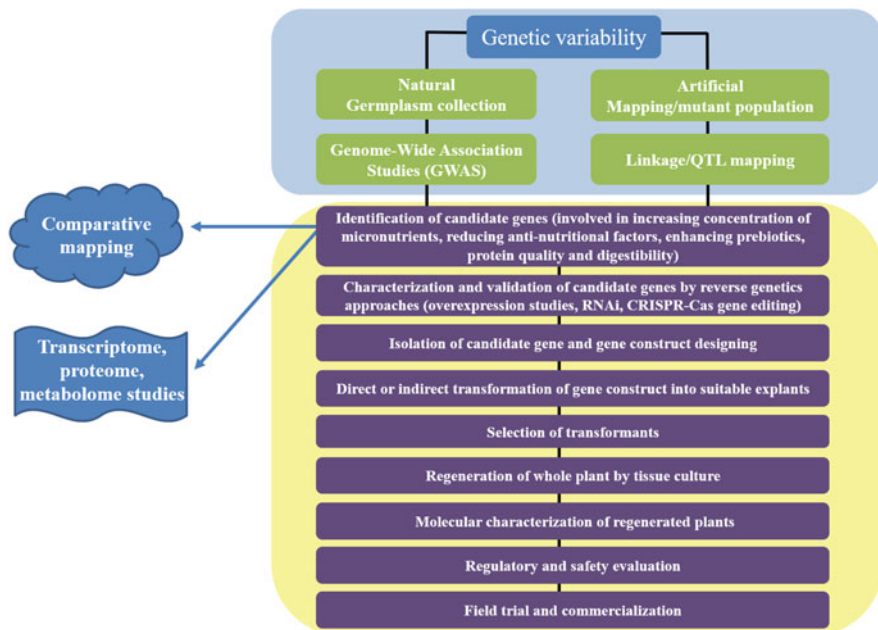 Genetic variability
Natural
Germplasm collection
Artificial
Mapping/mutant population
Genome-Wide Association
Studies (GWAS)
Linkage/QTL mapping
Comparative
mapping
Transcriptome,
proteome,
metabolome studies
Identification of candidate genes (involved in increasing concentration of
micronutrients, reducing anti-nutritional factors, enhancing prebiotics,
protein quality and digestibility)
Characterization and validation of candidate genes by reverse genetics
approaches (overexpression studies, RNAi, CRISPR-Cas gene editing)
Isolation of candidate gene and gene construct designing
Direct or indirect transformation of gene construct into suitable explants
Selection of transformants
Regeneration of whole plant by tissue culture
Molecular characterization of regenerated plants
Regulatory and safety evaluation
Field trial and commercialization